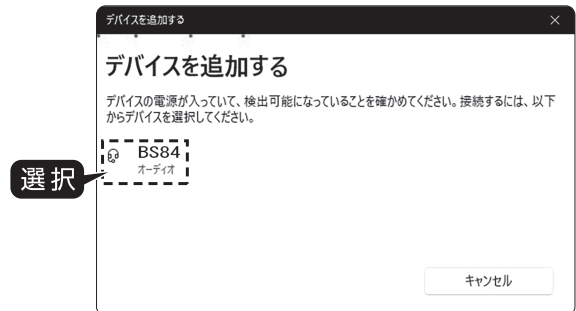 デバイスを追加する
デバイスを追加する
デバイスの電源が入っていて、検出可能になっていることを確かめてください。接続するには、以下
からデバイスを選択してください。
BS84
オーディオ
選択
キャンセル